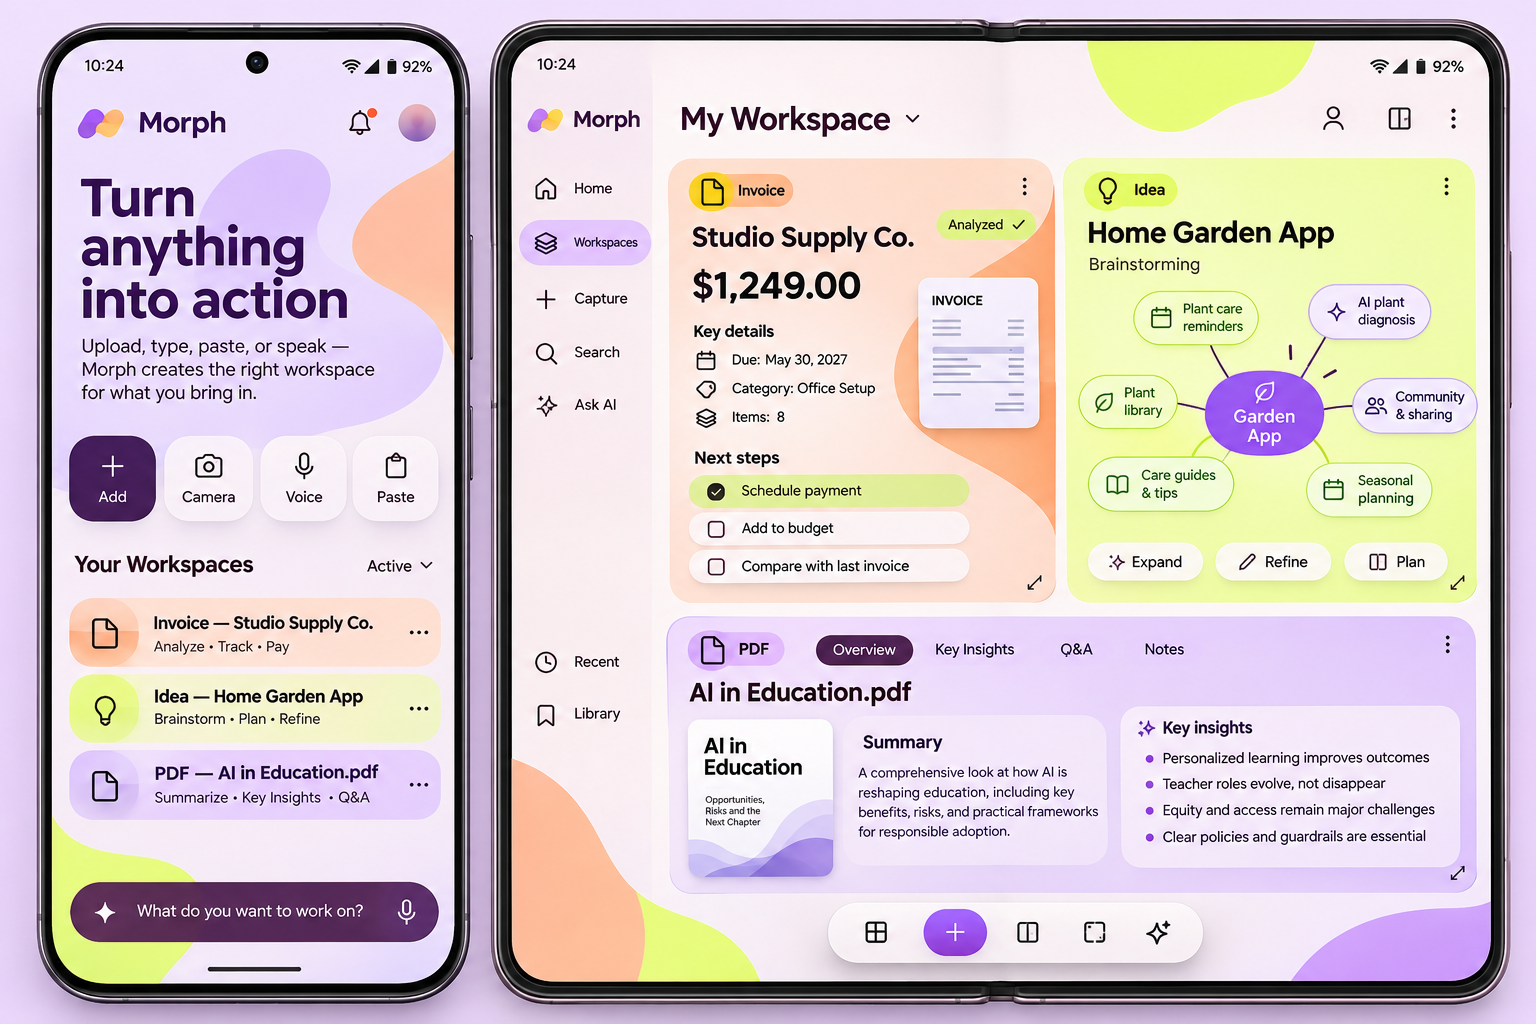 10:24
92%
Morph
Turn
anything
into action
Upload, type, paste, or speak —
Morph creates the right workspace
for what you bring in.
Add
Camera
Voice
Paste
Your Workspaces
Active
Invoice — Studio Supply Co.
Analyze • Track • Pay
Idea — Home Garden App
Brainstorm • Plan • Refine
PDF — AI in Education.pdf
Summarize • Key Insights • Q&A
What do you want to work on?
10:24
92%
Morph
Home
Workspaces
Capture
Search
Ask AI
Recent
Library
My Workspace
Invoice
Analyzed
Studio Supply Co.
$1,249.00
Key details
Due: May 30, 2027
Category: Office Setup
Items: 8
INVOICE
Next steps
Schedule payment
Add to budget
Compare with last invoice
Idea
Home Garden App
Brainstorming
Plant care
reminders
AI plant
diagnosis
Plant
library
Garden
App
Community
& sharing
Care guides
& tips
Seasonal
planning
Expand
Refine
Plan
PDF
Overview
Key Insights
Q&A
Notes
AI in Education.pdf
AI in
Education
Opportunities,
Risks and the
Next Chapter
Summary
A comprehensive look at how AI is
reshaping education, including key
benefits, risks, and practical frameworks
for responsible adoption.
Key insights
• Personalized learning improves outcomes
• Teacher roles evolve, not disappear
• Equity and access remain major challenges
• Clear policies and guardrails are essential